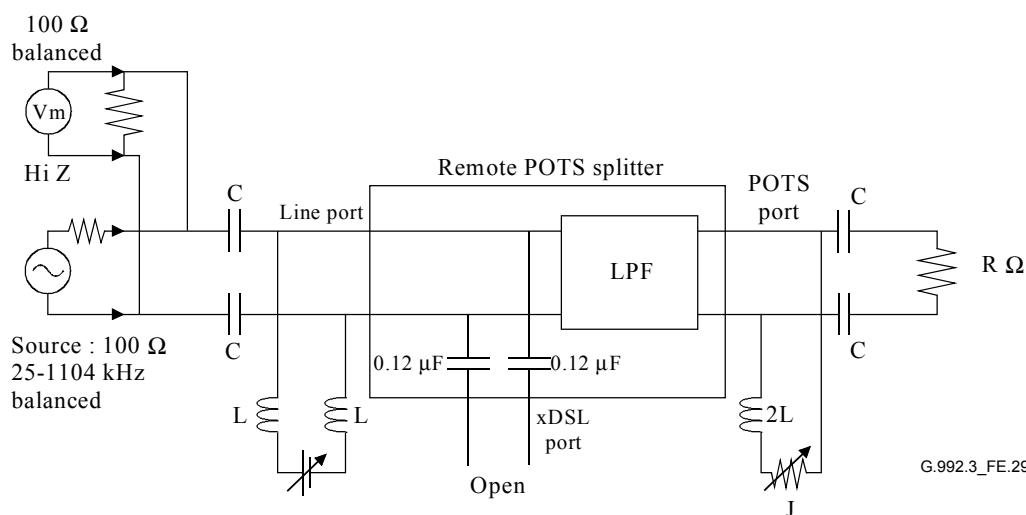 100 Ω
balanced
Vm
Hi Z
Remote POTS splitter
POTS
port
C
C
Line port
LPF
R Ω
C
C
Source : 100 Ω
25-1104 kHz
balanced
0.12 µF
0.12 µF
L
L
xDSL
port
2L
Open
J
G.992.3_FE.29